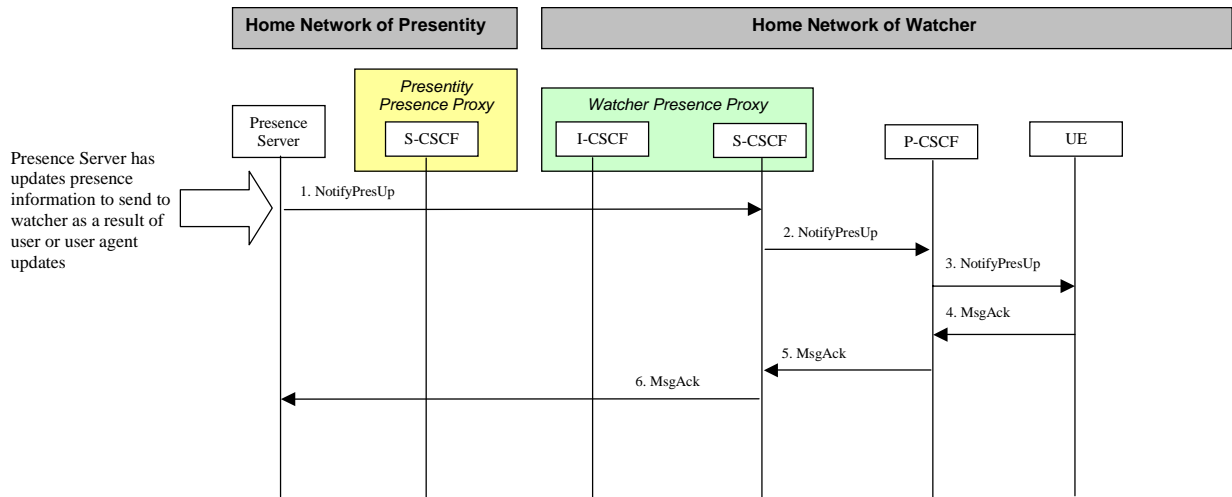 Home Network of Presentity
Home Network of Watcher
Presentity
Presence Proxy
Watcher Presence Proxy
Presence
Server
S-CSCF
I-CSCF
S-CSCF
P-CSCF
UE
Presence Server has
updates presence
information to send to
watcher as a result of
user or user agent
updates
1. NotifyPresUp
2. NotifyPresUp
3. NotifyPresUp
4. MsgAck
5. MsgAck
6. MsgAck